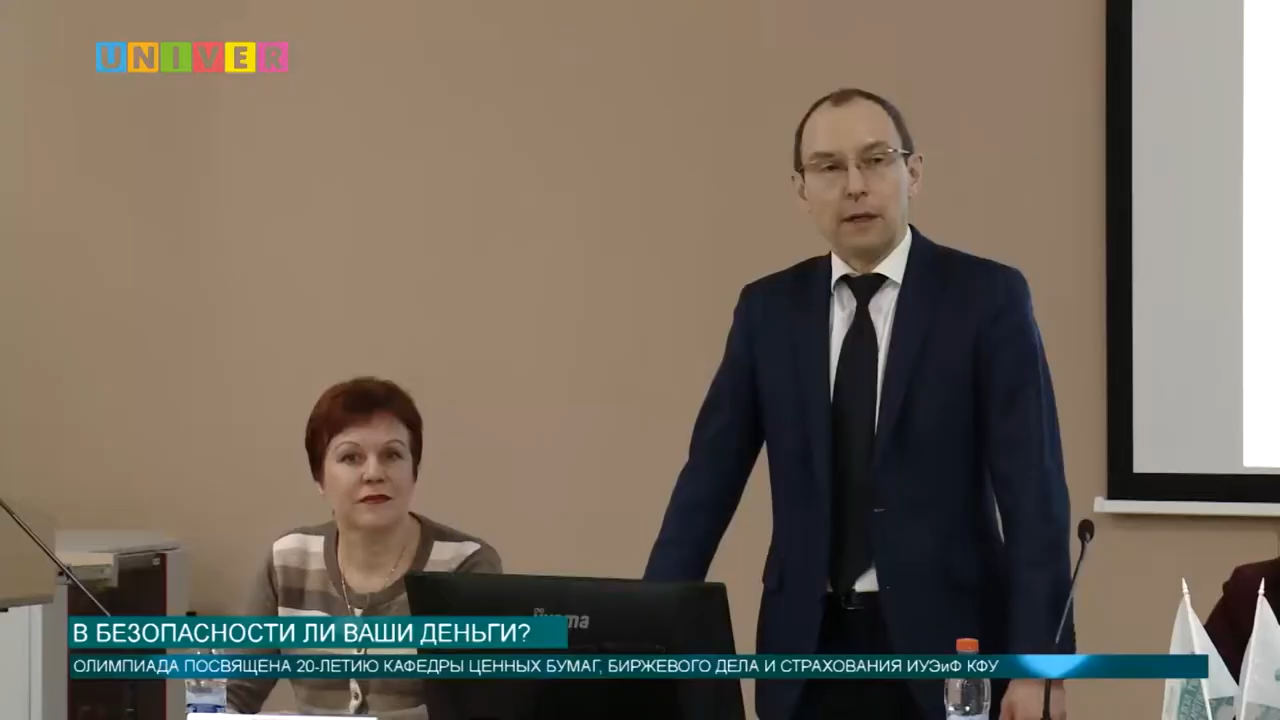 UNIVER
В БЕЗОПАСНОСТИ ЛИ ВАШИ ДЕНЬГИ?
ОЛИМПИАДА ПОСВЯЩЕНА 20-ЛЕТИЮ КАФЕДРЫ ЦЕННЫХ БУМАГ, БИРЖЕВОГО ДЕЛА И СТРАХОВАНИЯ ИУЭиФ КФУ